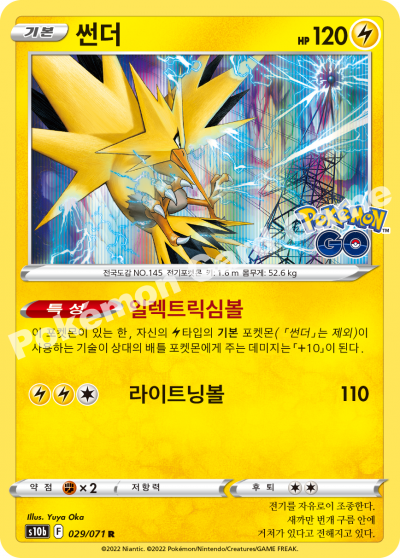 기본 썬더 HP 120
Pokémon GO
전국도감 NO.145 전기포켓몬 키: 1.6 m 몸무게: 52.6 kg
특성 일렉트릭심볼
이 포켓몬이 있는 한, 자신의 타입의 기본 포켓몬(「썬더」는 제외)이
사용하는 기술이 상대의 배틀 포켓몬에게 주는 데미지는 「+10」이 된다.
라이트닝볼 110
약점 ×2 저항력 후퇴
Illus. Yuya Oka
전기를 자유로이 조종한다.
새까만 번개 구름 안에
거처가 있다고 전해지고 있다.
s10b F 029/071 R
©2022 Niantic. ©2022 Pokémon/Nintendo/Creatures/GAME FREAK.